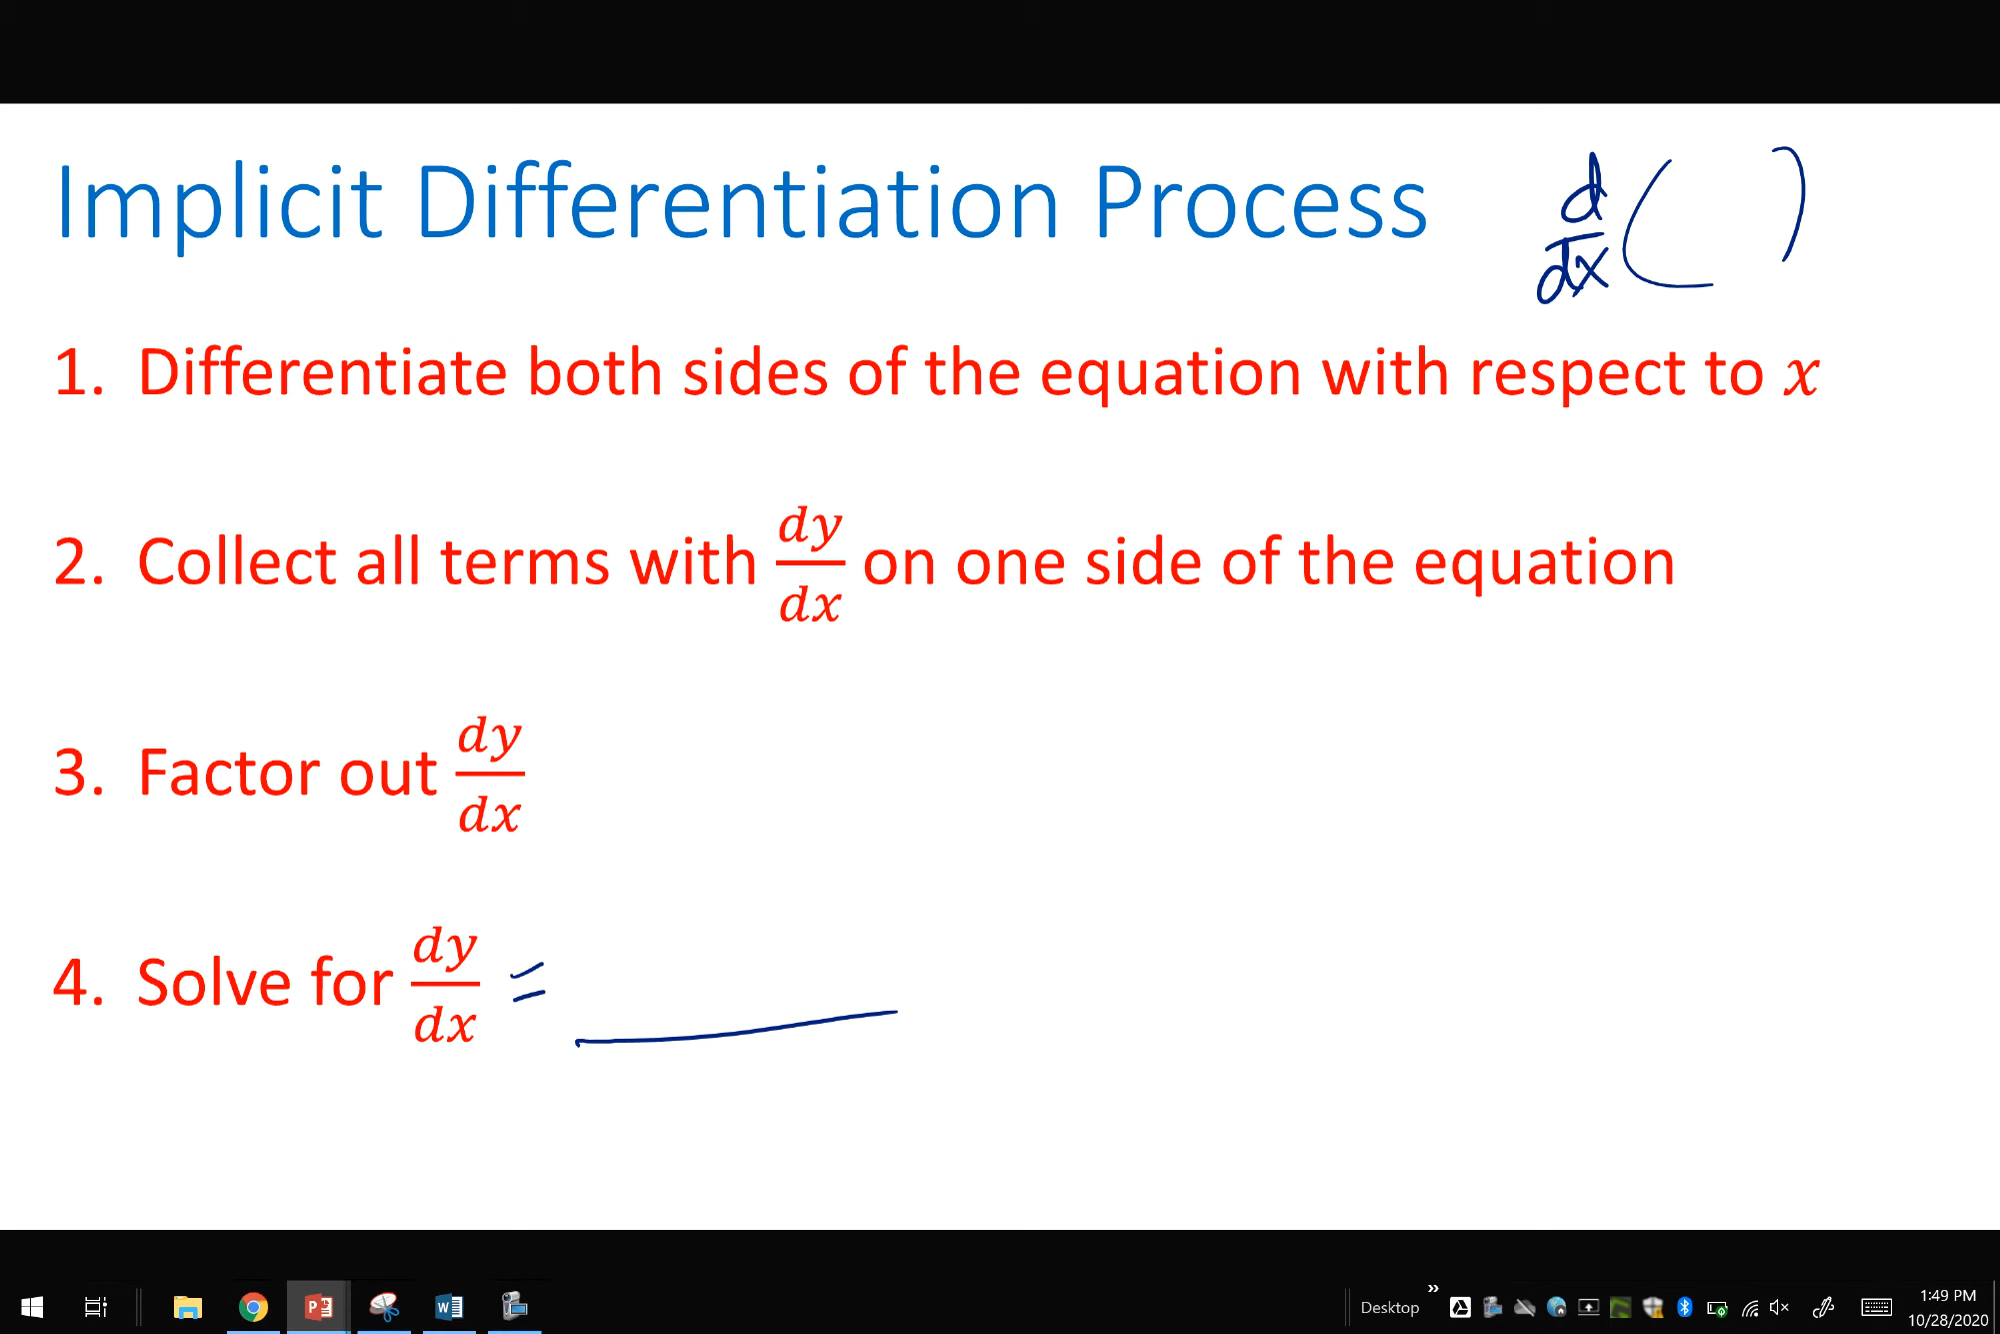 Implicit Differentiation Process d/dx ( )
1. Differentiate both sides of the equation with respect to x
2. Collect all terms with dy/dx on one side of the equation
3. Factor out dy/dx
4. Solve for dy/dx = ____
Desktop »
1:49 PM
10/28/2020